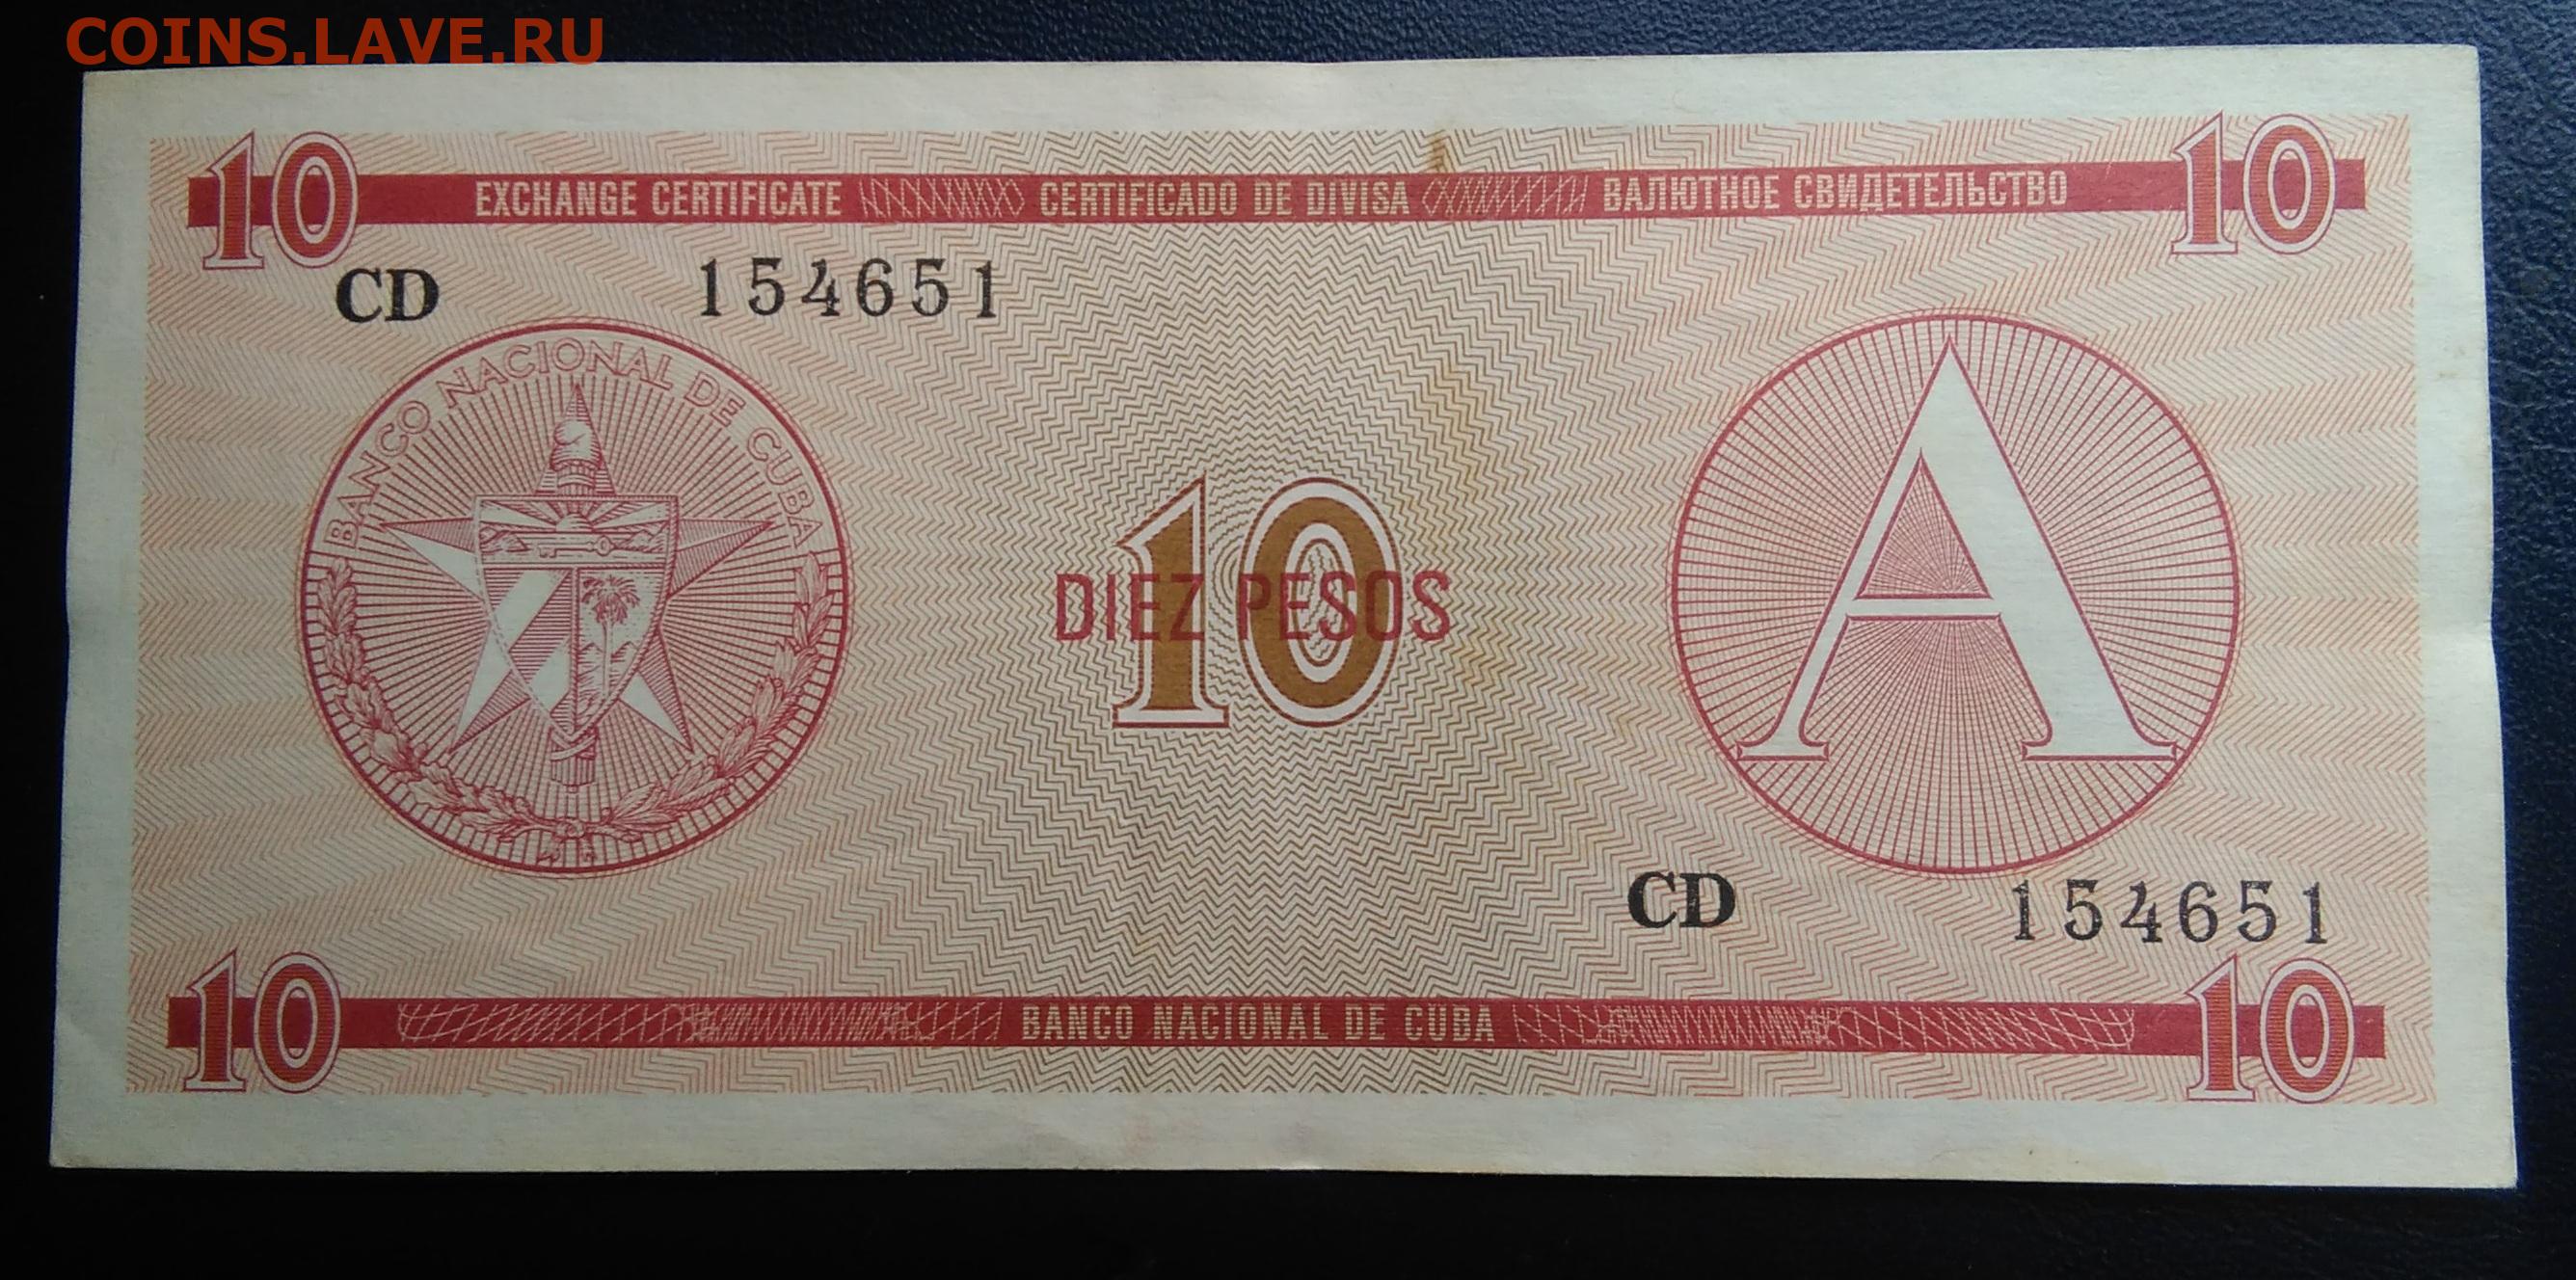 COINS.LAVE.RU
10 EXCHANGE CERTIFICATE CERTIFICADO DE DIVISA ВАЛЮТНОЕ СВИДЕТЕЛЬСТВО 10
CD 154651
BANCO NACIONAL DE CUBA
A
10
DIEZ PESOS
CD 154651
10 BANCO NACIONAL DE CUBA 10